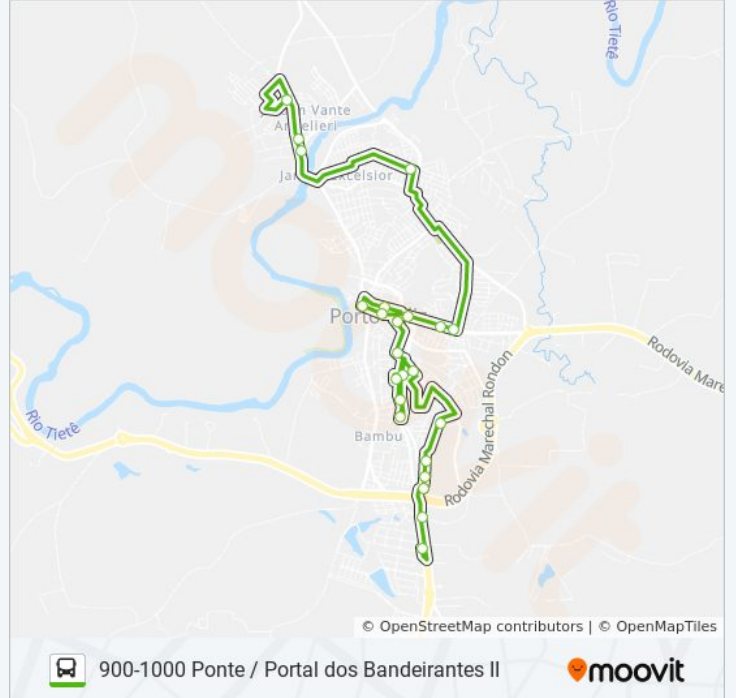 Rio Tietê
Vante
Angelieri
Excelsior
Porto
Rodovia Mare
Rodovia Marechal Rondon
Rio Tietê
Bambu
© OpenStreetMap contributors | © OpenMapTiles
900-1000 Ponte / Portal dos Bandeirantes II
moovit